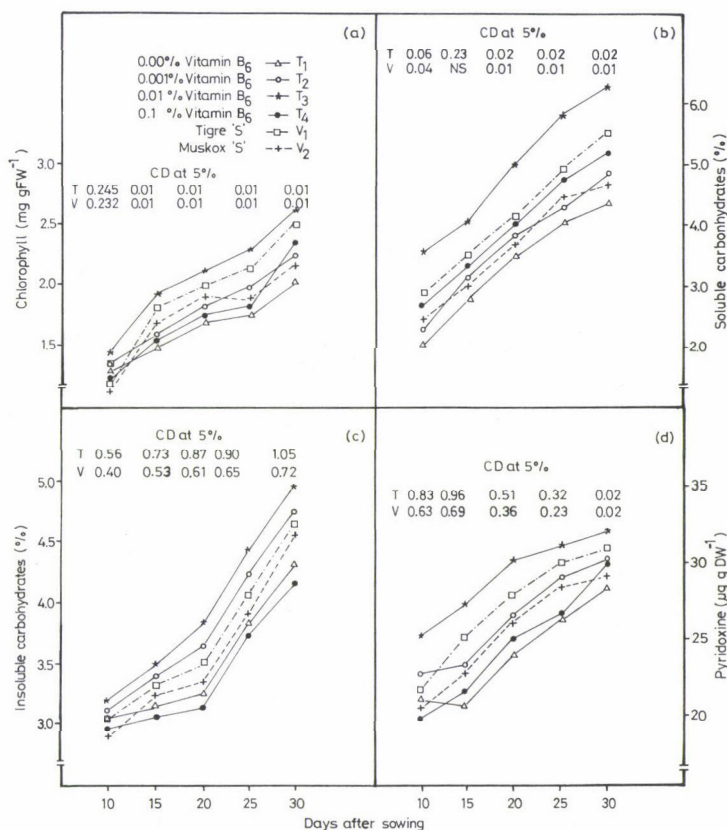 (a)
0.00% Vitamin B6 T1
0.001% Vitamin B6 T2
0.01% Vitamin B6 T3
0.1 % Vitamin B6 T4
Tigre 'S' V1
Muskox 'S' V2
CD at 5%
T 0.245 0.01 0.01 0.01 0.01
V 0.232 0.01 0.01 0.01 0.01
Chlorophyll (mg gFW⁻¹)
3.0
2.5
2.0
1.5
(b)
CD at 5%
T 0.06 0.23 0.02 0.02 0.02
V 0.04 NS 0.01 0.01 0.01
Soluble carbonhydrates (%)
6.0
5.0
4.0
3.0
2.0
(c)
CD at 5%
T 0.56 0.73 0.87 0.90 1.05
V 0.40 0.53 0.61 0.65 0.72
Insoluble carbohydrates (%)
5.0
4.5
4.0
3.5
3.0
10 15 20 25 30
(d)
CD at 5%
T 0.83 0.96 0.51 0.32 0.02
V 0.63 0.69 0.36 0.23 0.02
Pyridoxine (µg g DW⁻¹)
35
30
25
20
10 15 20 25 30
Days after sowing